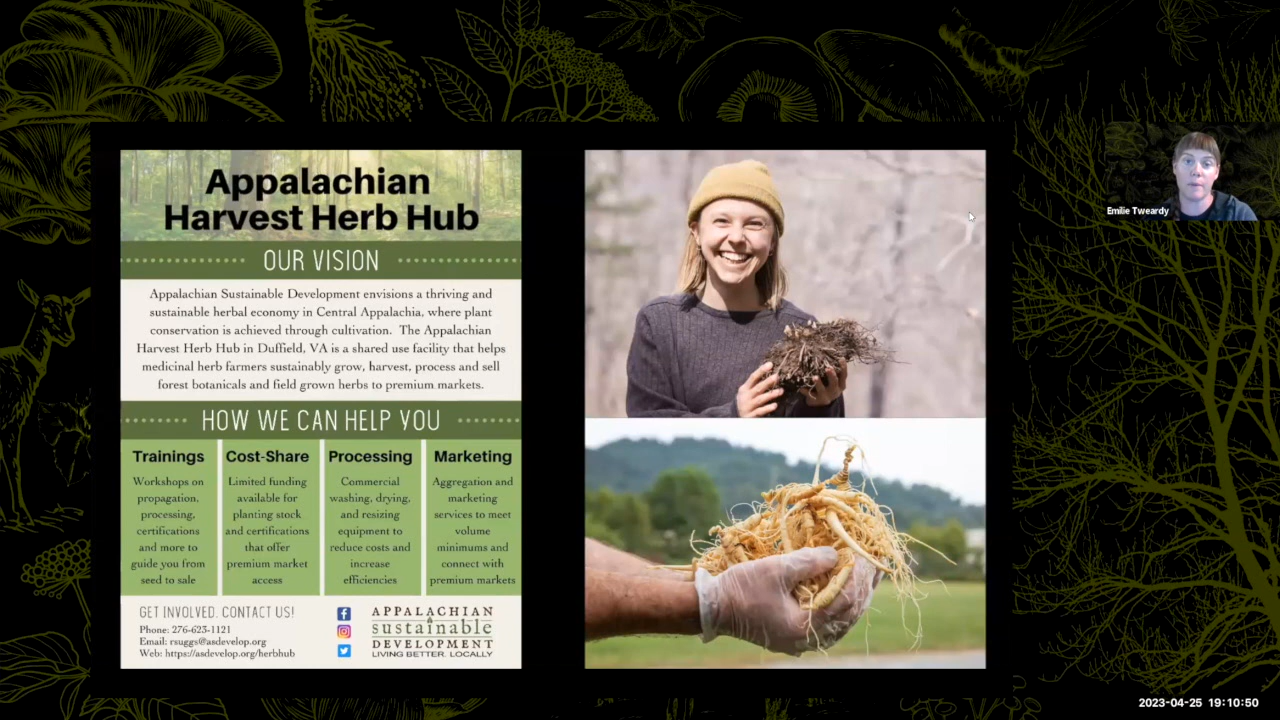 Appalachian
Harvest Herb Hub
OUR VISION
Appalachian Sustainable Development envisions a thriving and
sustainable herbal economy in Central Appalachia, where plant
conservation is achieved through cultivation. The Appalachian
Harvest Herb Hub in Duffield, VA is a shared use facility that helps
medicinal herb farmers sustainably grow, harvest, process and sell
forest botanicals and field grown herbs to premium markets.
HOW WE CAN HELP YOU
Trainings
Workshops on
propagation,
processing,
certifications
and more to
guide you from
seed to sale
Cost-Share
Limited funding
available for
planting stock
and certifications
that offer
premium market
access
Processing
Commercial
washing, drying,
and resizing
equipment to
reduce costs and
increase
efficiencies
Marketing
Aggregation and
marketing
services to meet
volume
minimums and
connect with
premium markets
GET INVOLVED. CONTACT US!
Phone: 276-623-1121
Email: rsuggs@asdevelop.org
Web: https://asdevelop.org/herbhub
APPALACHIAN
sustainable
DEVELOPMENT
LIVING BETTER. LOCALLY
Emilie Tweardy
2023-04-25 19:10:50